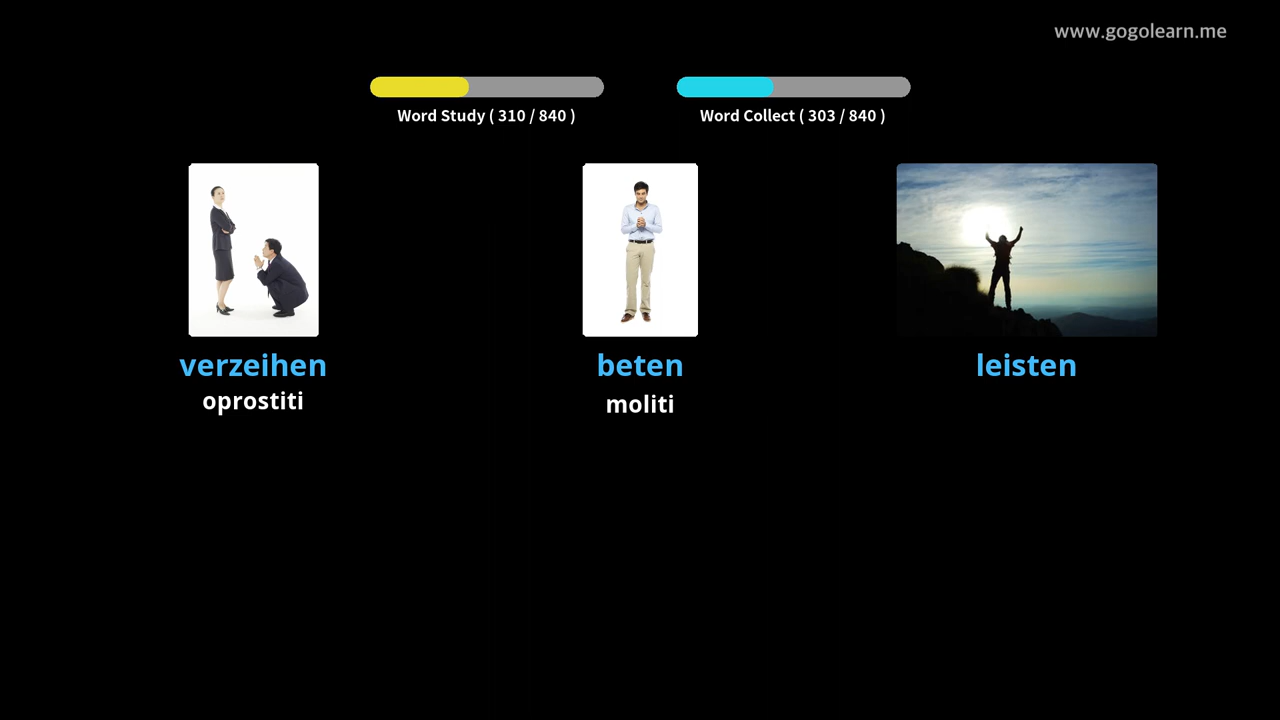 www.gogolearn.me
Word Study ( 310 / 840 )
Word Collect ( 303 / 840 )
verzeihen
oprostiti
beten
moliti
leisten